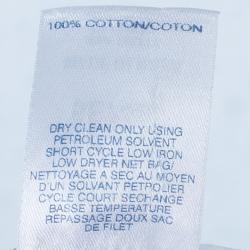 100% COTTON/COTON
DRY CLEAN ONLY USING
PETROLEUM SOLVENT
SHORT CYCLE LOW IRON
LOW DRYER NET BAG/
NETTOYAGE A SEC AU MOYEN
D'UN SOLVANT PETROLIER
CYCLE COURT SECHANGE
BASSE TEMPERATURE
REPASSAGE DOUX SAC
DE FILET